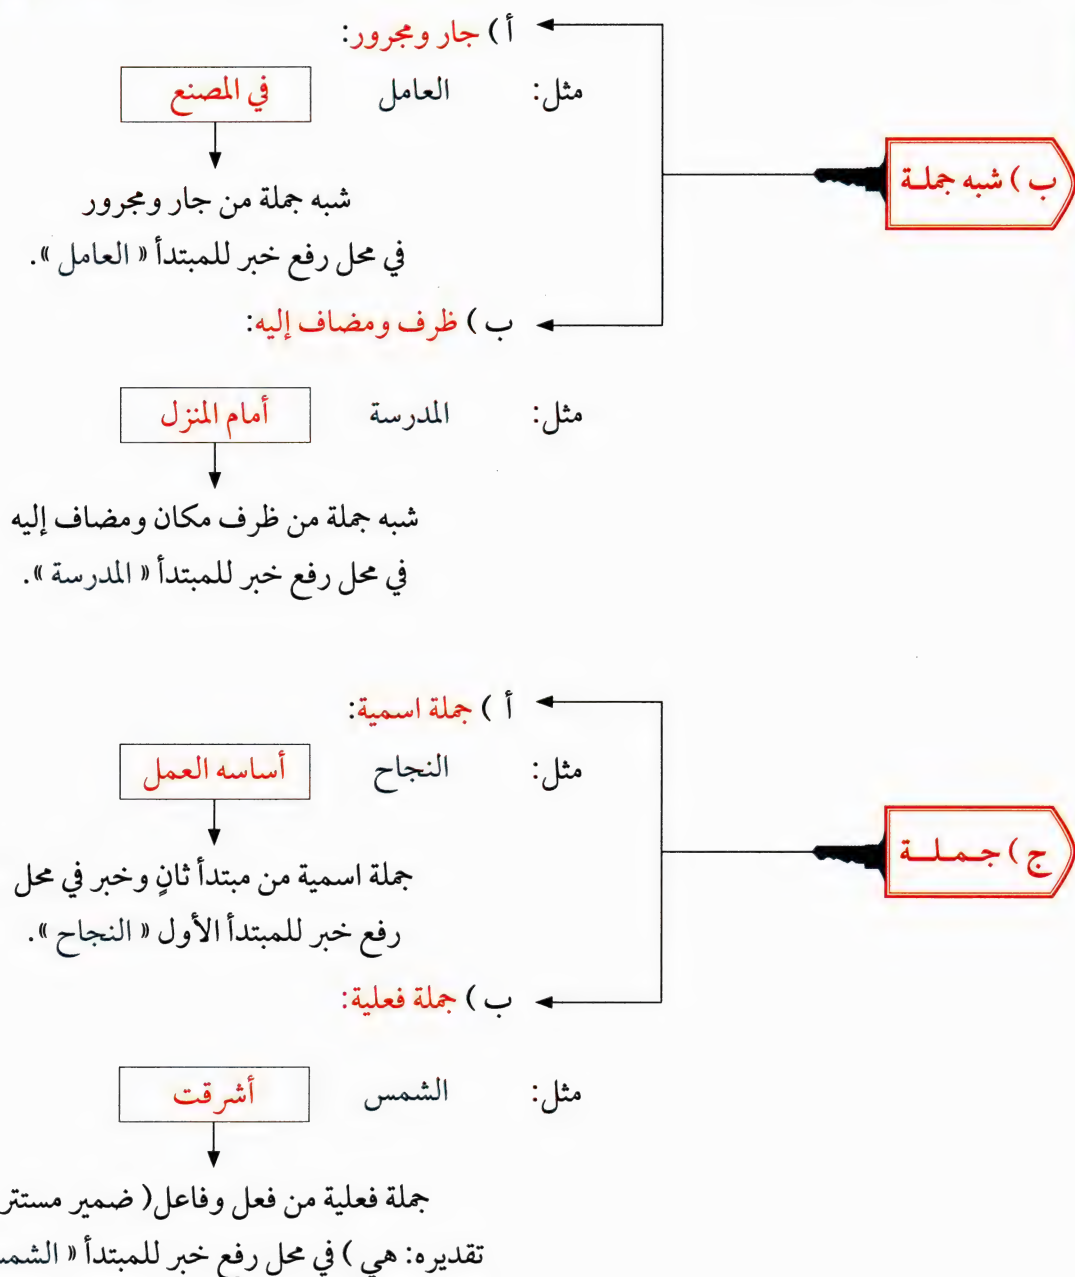 ب ) شبه جملة
أ ) جار ومجرور:
مثل: العامل في المصنع
شبه جملة من جار ومجرور
في محل رفع خبر للمبتدأ « العامل ».
ب ) ظرف ومضاف إليه:
مثل: المدرسة أمام المنزل
شبه جملة من ظرف مكان ومضاف إليه
في محل رفع خبر للمبتدأ « المدرسة ».
ج ) جملة
أ ) جملة اسمية:
مثل: النجاح أساسه العمل
جملة اسمية من مبتدأ ثانٍ وخبر في محل
رفع خبر للمبتدأ الأول « النجاح ».
ب ) جملة فعلية:
مثل: الشمس أشرقت
جملة فعلية من فعل وفاعل ( ضمير مستتر
تقديره: هي ) في محل رفع خبر للمبتدأ «